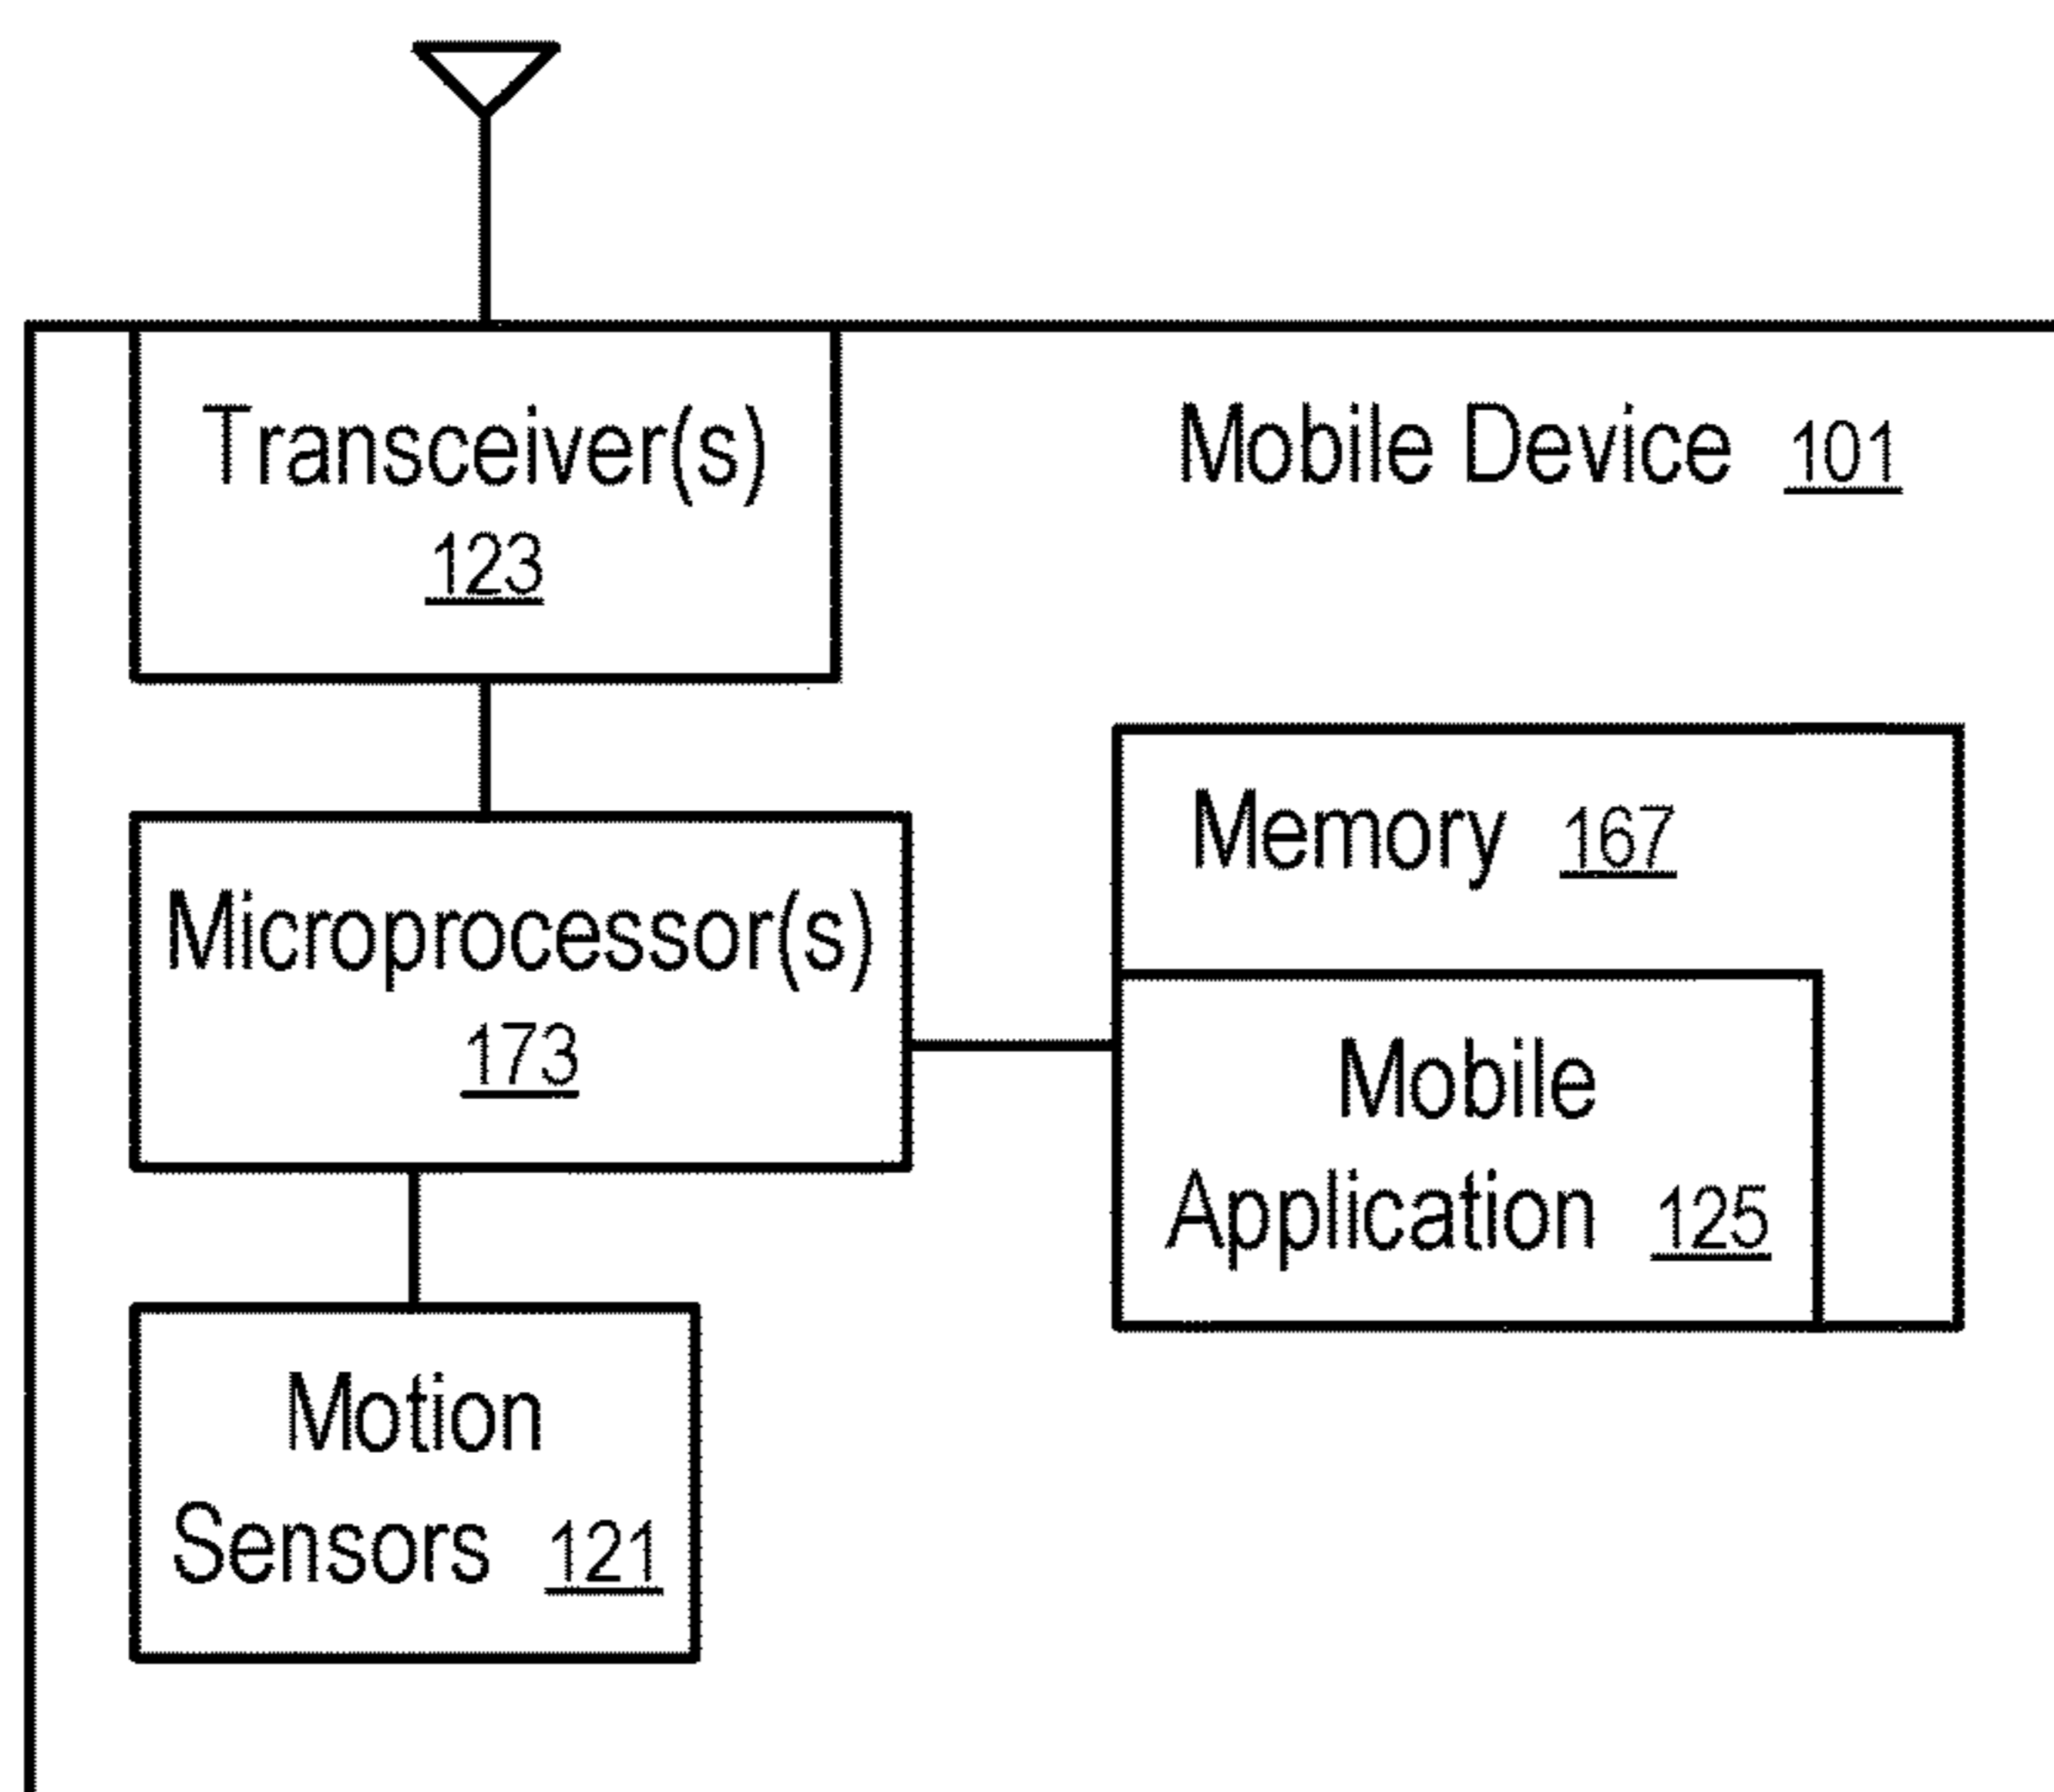 Transceiver(s)
123
Mobile Device 101
Microprocessor(s)
173
Memory 167
Mobile
Application 125
Motion
Sensors 121